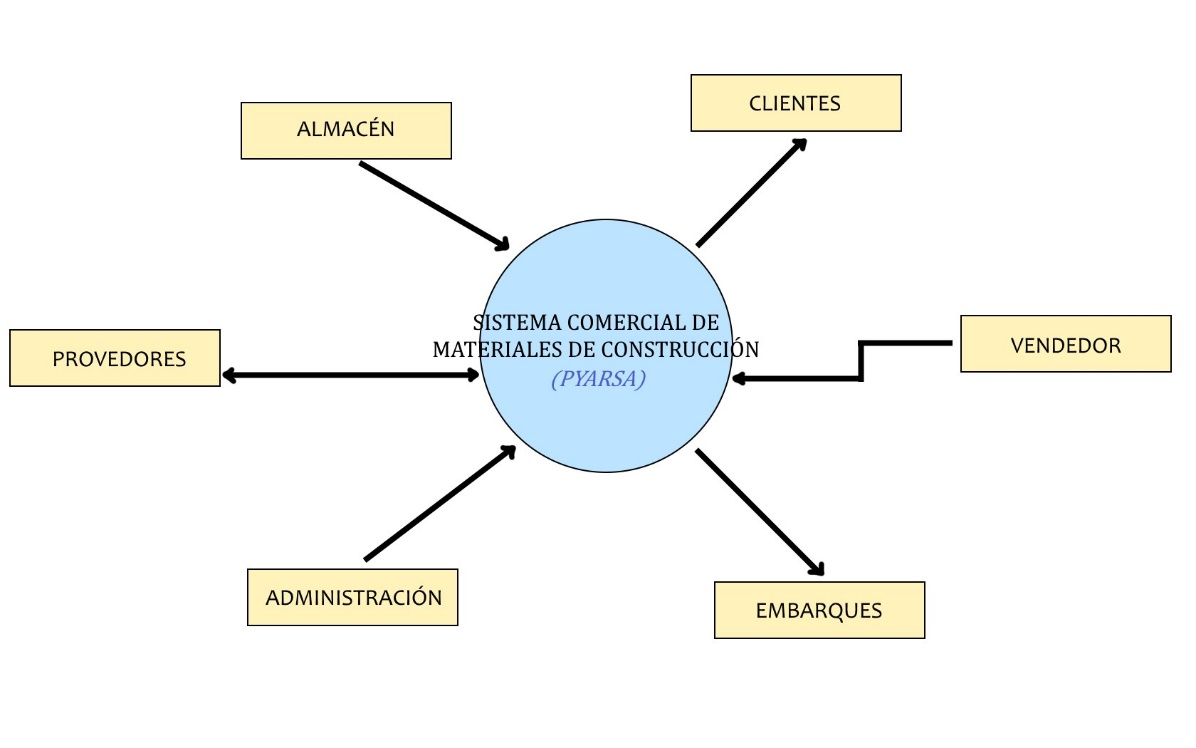 CLIENTES
ALMACÉN
SISTEMA COMERCIAL DE
MATERIALES DE CONSTRUCCIÓN
(PYARSA)
PROVEDORES
VENDEDOR
ADMINISTRACIÓN
EMBARQUES